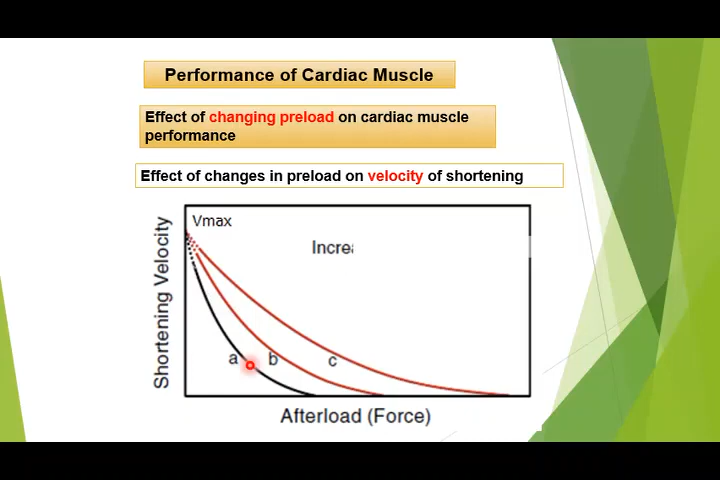 Performance of Cardiac Muscle
Effect of changing preload on cardiac muscle
performance
Effect of changes in preload on velocity of shortening
Vmax
Increa
Shortening Velocity
a
b
c
Afterload (Force)